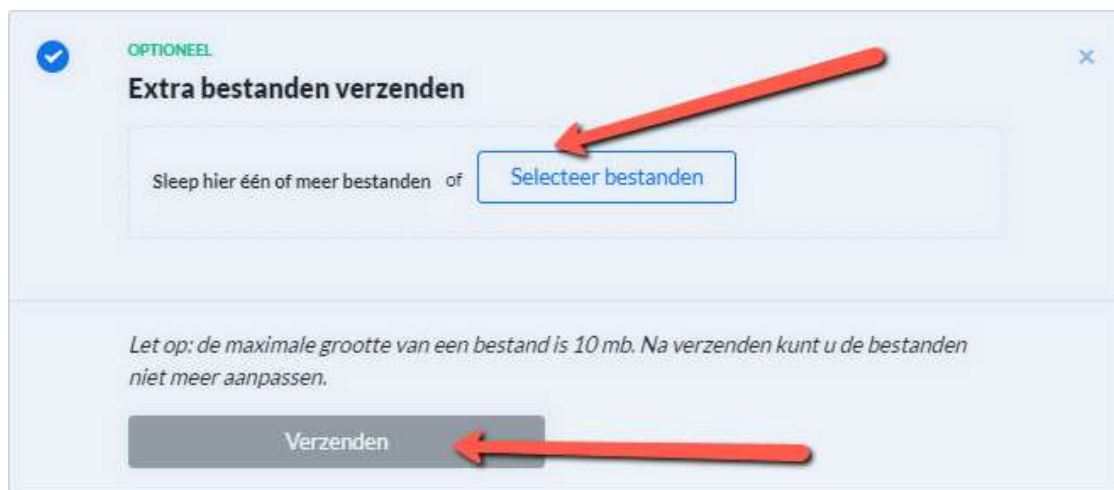 OPTIONEEL
Extra bestanden verzenden
Sleep hier één of meer bestanden of Selecteer bestanden
Let op: de maximale grootte van een bestand is 10 mb. Na verzenden kunt u de bestanden
niet meer aanpassen.
Verzenden